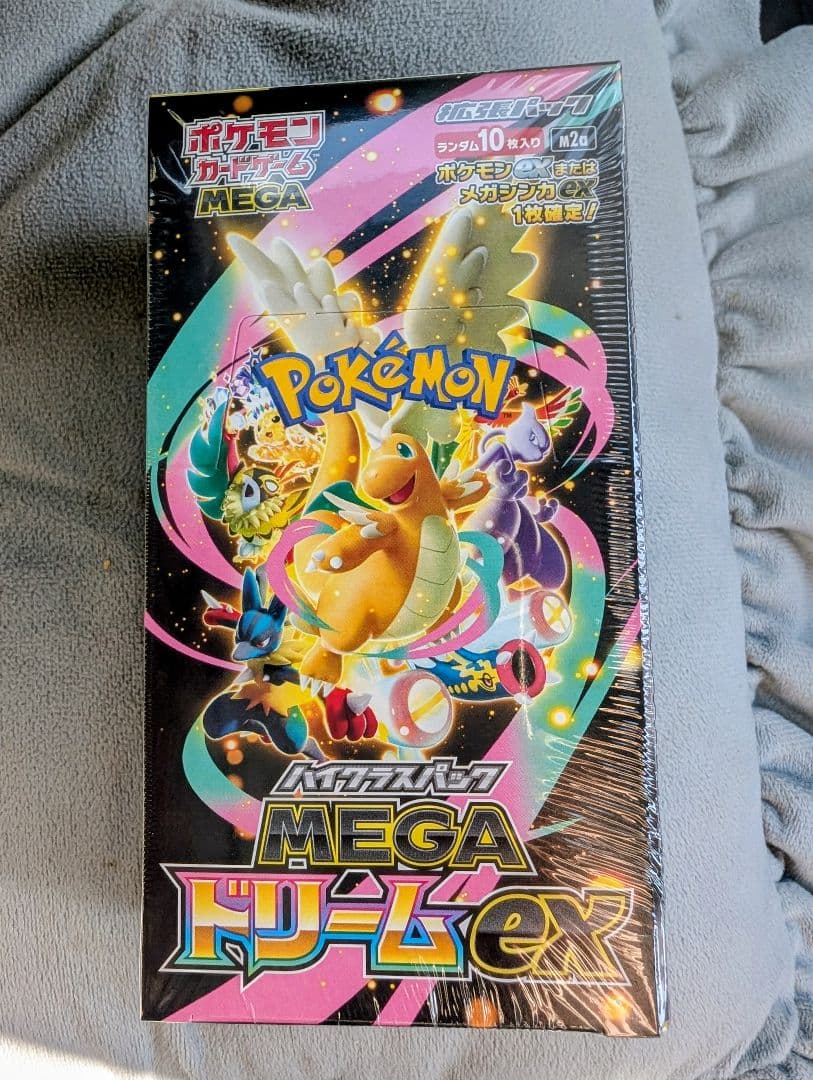 ポケモン
カードゲーム
MEGA
拡張パック
ランダム10枚入り M2a
ポケモンexまたは
メガシンカex
1枚確定!
POKéMON
TM
ハイクラスパック
MEGA
ドリームex